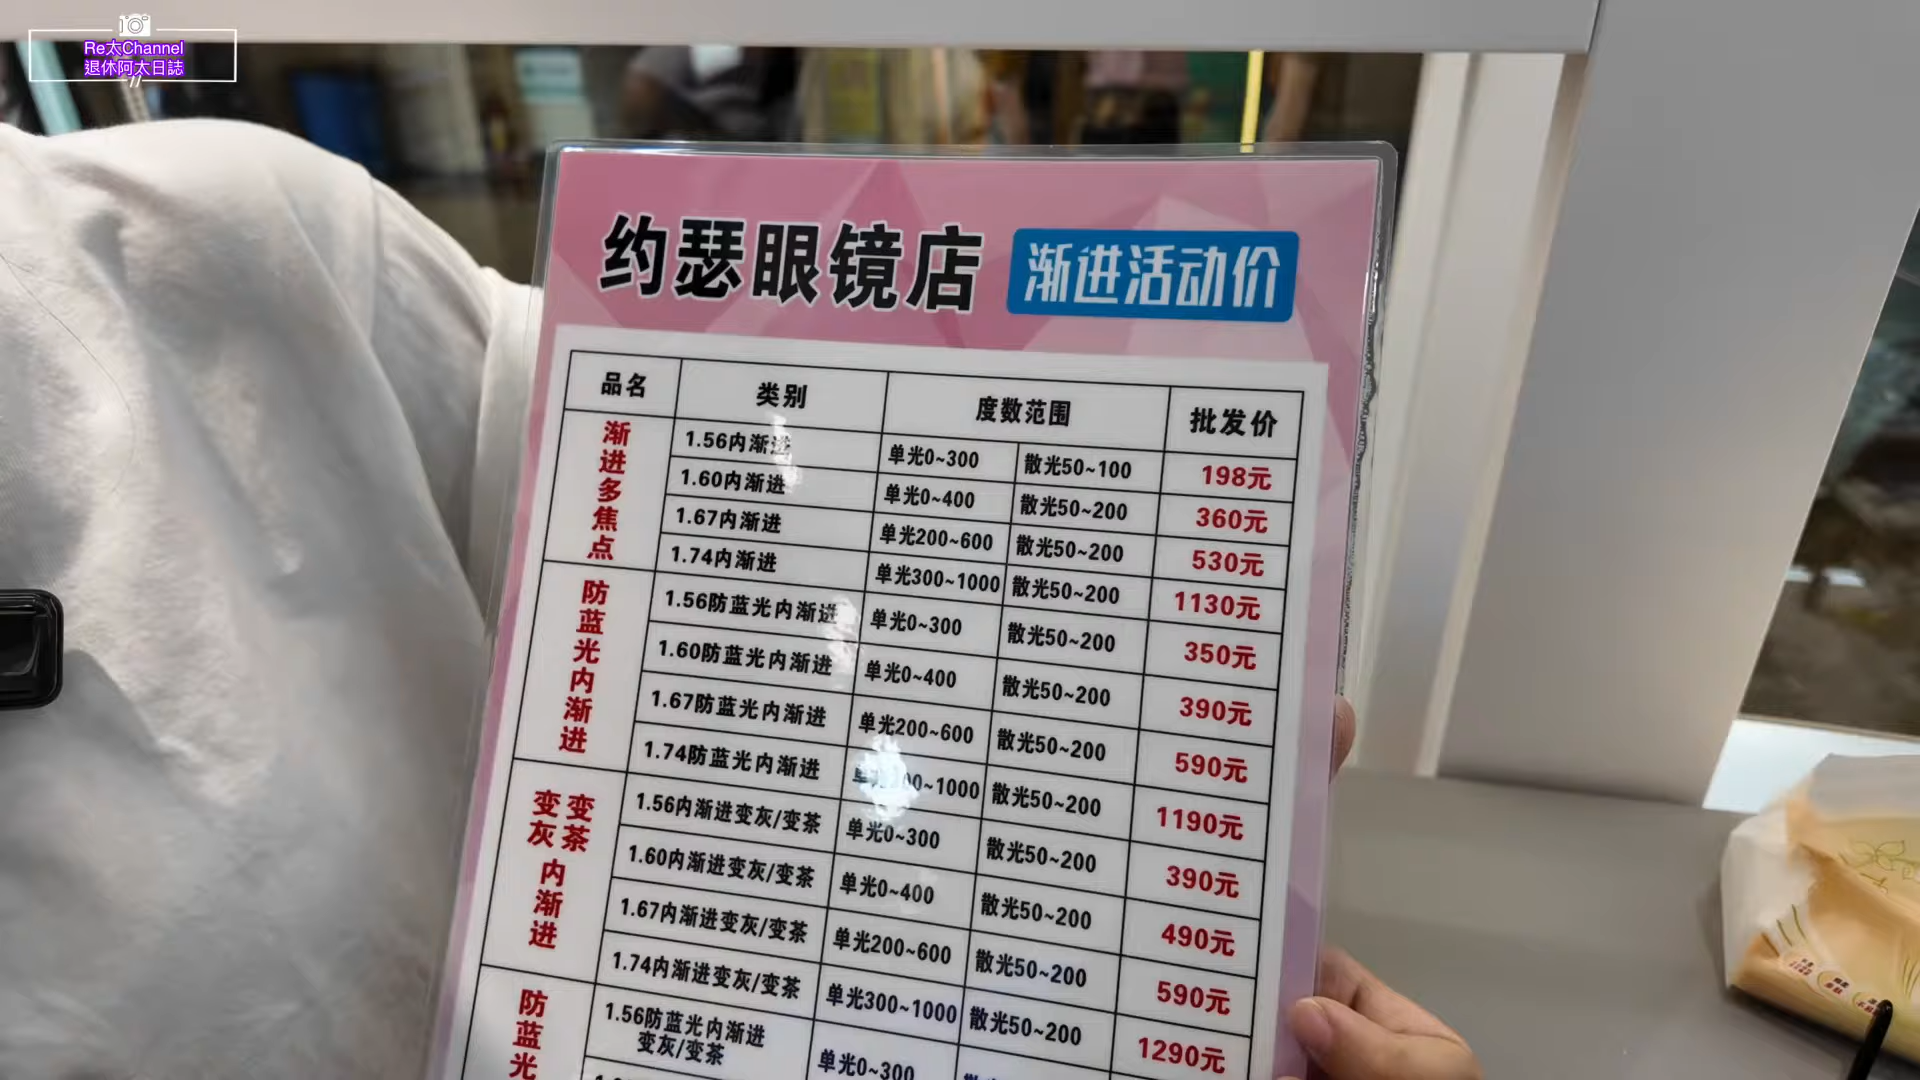 Re太Channel
退休阿太日誌
约瑟眼镜店 渐进活动价
品名 类别 度数范围 批发价
渐进多焦点
1.56内渐进 单光0~300 散光50~100 198元
1.60内渐进 单光0~400 散光50~200 360元
1.67内渐进 单光200~600 散光50~200 530元
1.74内渐进 单光300~1000 散光50~200 1130元
防蓝光内渐进
1.56防蓝光内渐进 单光0~300 散光50~200 350元
1.60防蓝光内渐进 单光0~400 散光50~200 390元
1.67防蓝光内渐进 单光200~600 散光50~200 590元
1.74防蓝光内渐进 00~1000 散光50~200 1190元
变灰 变茶 内渐进
1.56内渐进变灰/变茶 单光0~300 散光50~200 390元
1.60内渐进变灰/变茶 单光0~400 散光50~200 490元
1.67内渐进变灰/变茶 单光200~600 散光50~200 590元
1.74内渐进变灰/变茶 单光300~1000 散光50~200 1290元
防蓝光
1.56防蓝光内渐进 单光0~300
变灰/变茶